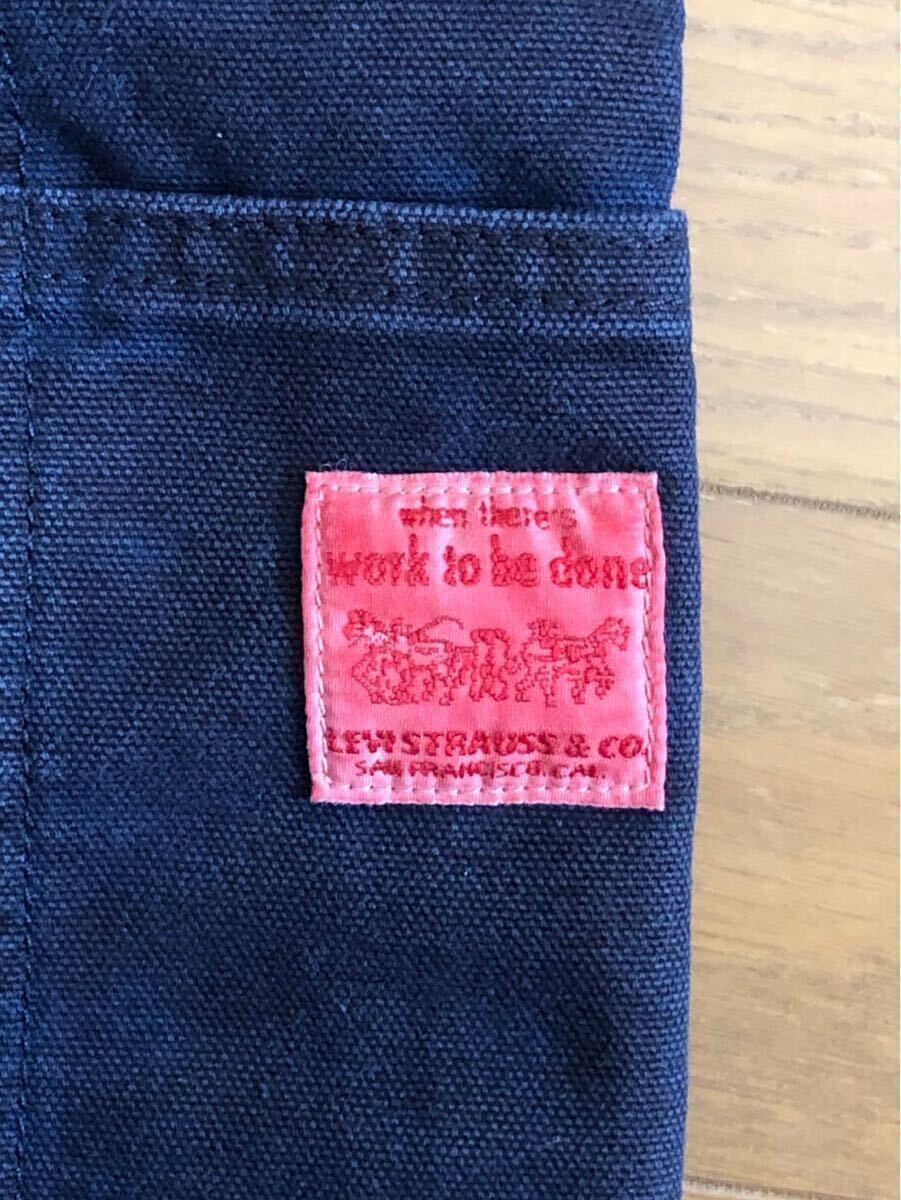 when there's
work to be done
LEVI STRAUSS & CO.
SAN FRANCISCO. CAL.